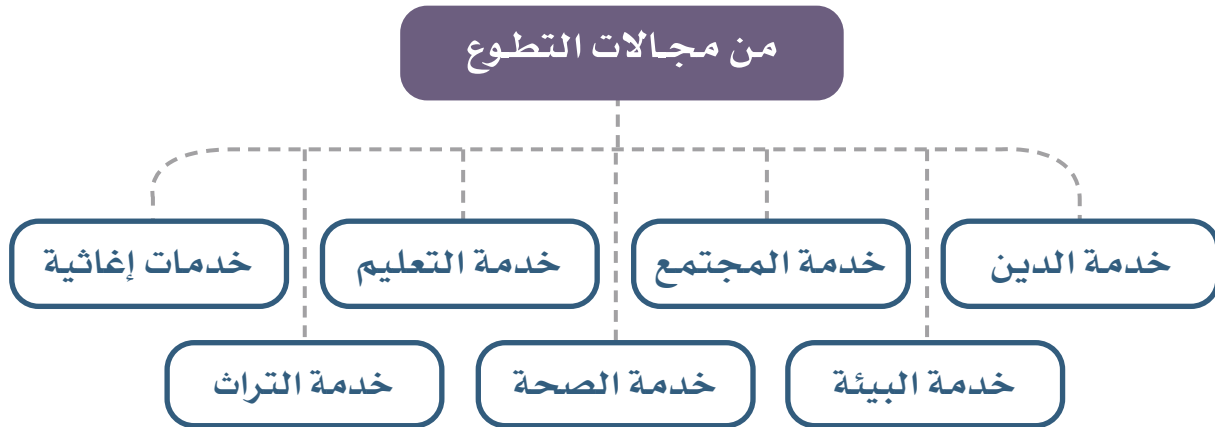 من مجالات التطوع
خدمة الدين
خدمة المجتمع
خدمة التعليم
خدمات إغاثية
خدمة البيئة
خدمة الصحة
خدمة التراث